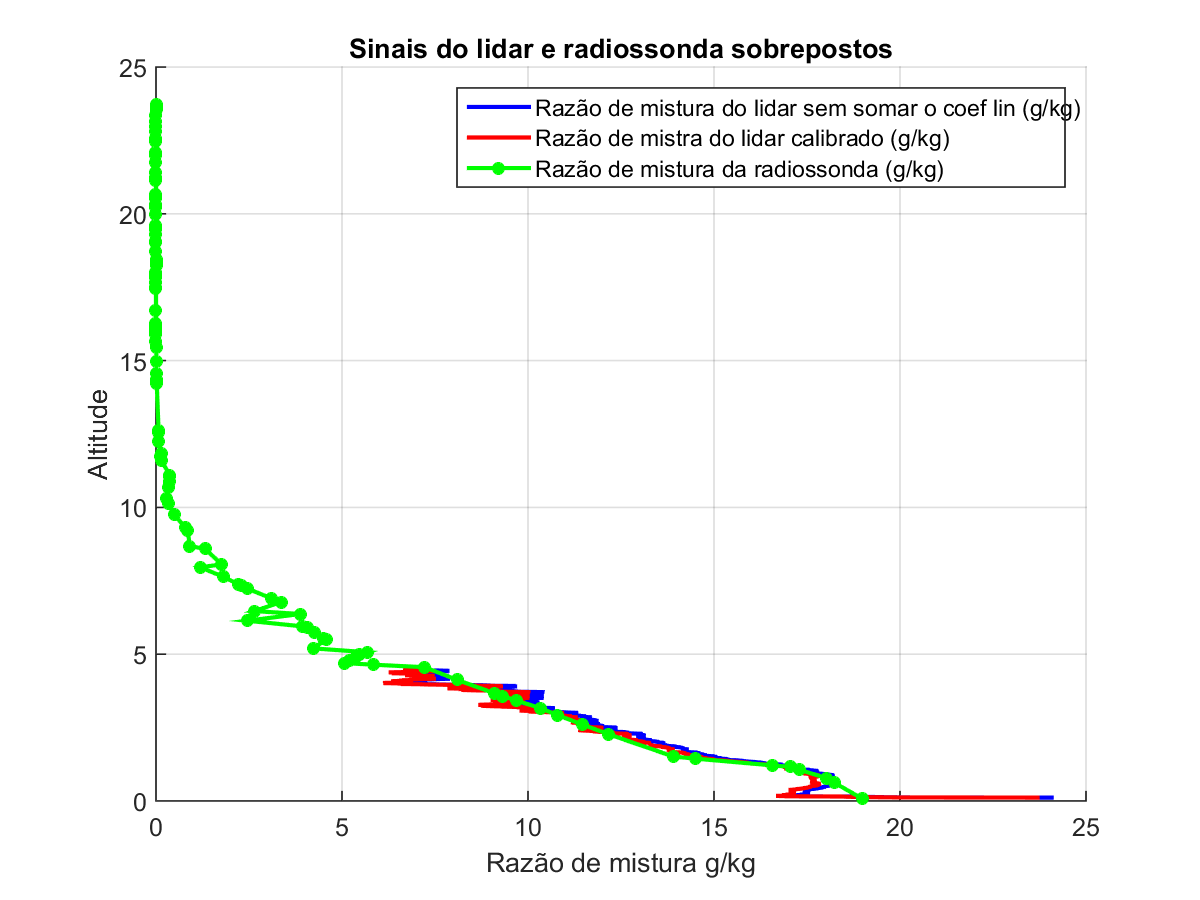 Sinais do lidar e radiossonda sobrepostos
25
Razão de mistura do lidar sem somar o coef lin (g/kg)
Razão de mistra do lidar calibrado (g/kg)
Razão de mistura da radiossonda (g/kg)
20
15
Altitude
10
5
0
0 5 10 15 20 25
Razão de mistura g/kg